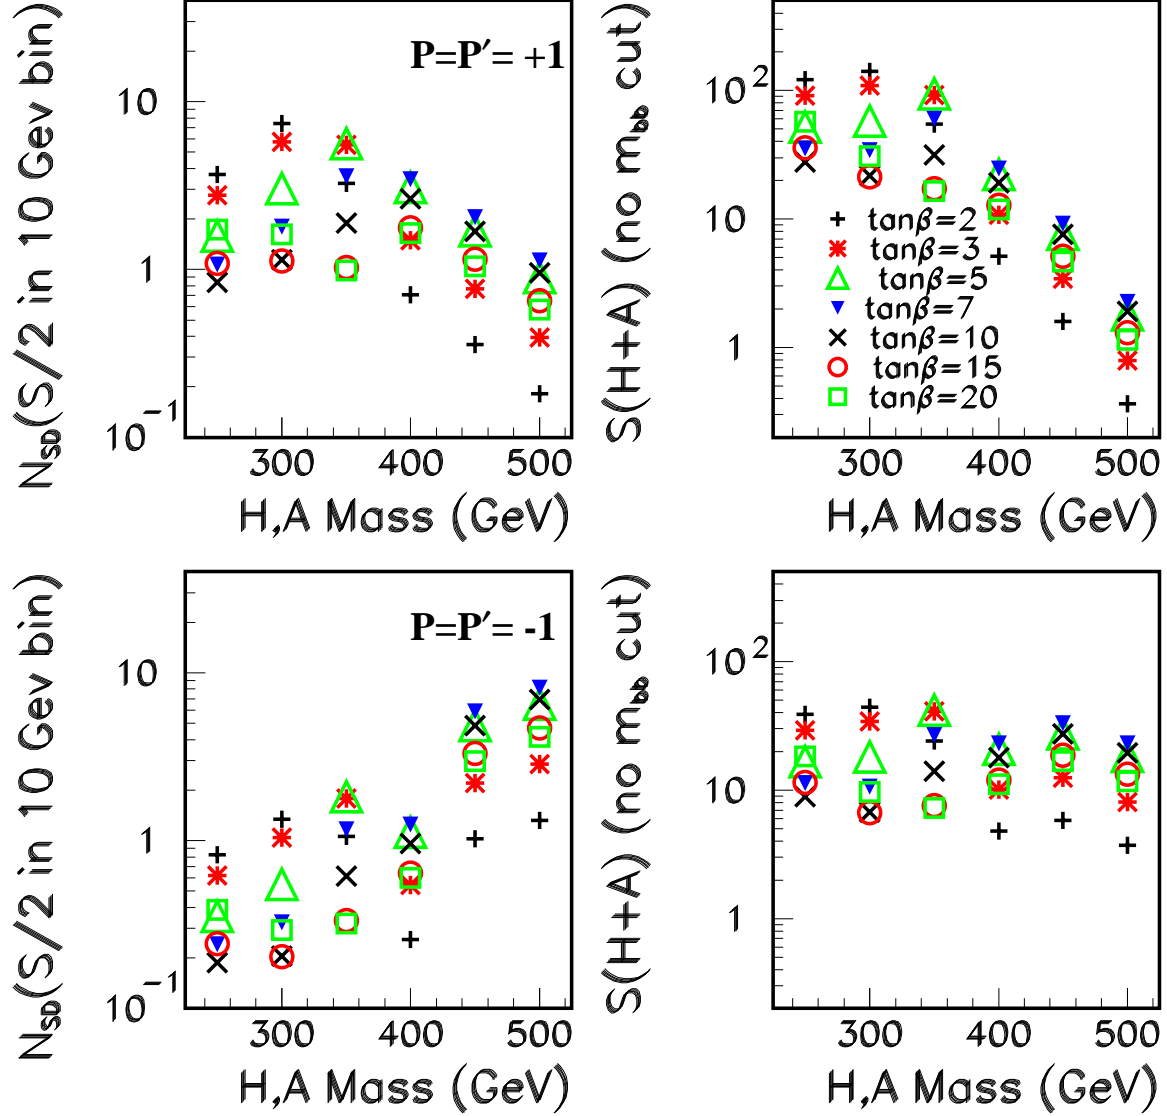 N_SD(S/2 in 10 Gev bin)
P=P′= +1
10
1
10⁻¹
300 400 500
H,A Mass (GeV)
S(H+A) (no m_bb cut)
10²
10
1
tanβ=2
tanβ=3
tanβ=5
tanβ=7
tanβ=10
tanβ=15
tanβ=20
300 400 500
H,A Mass (GeV)
N_SD(S/2 in 10 Gev bin)
P=P′= -1
10
1
10⁻¹
300 400 500
H,A Mass (GeV)
S(H+A) (no m_bb cut)
10²
10
1
300 400 500
H,A Mass (GeV)